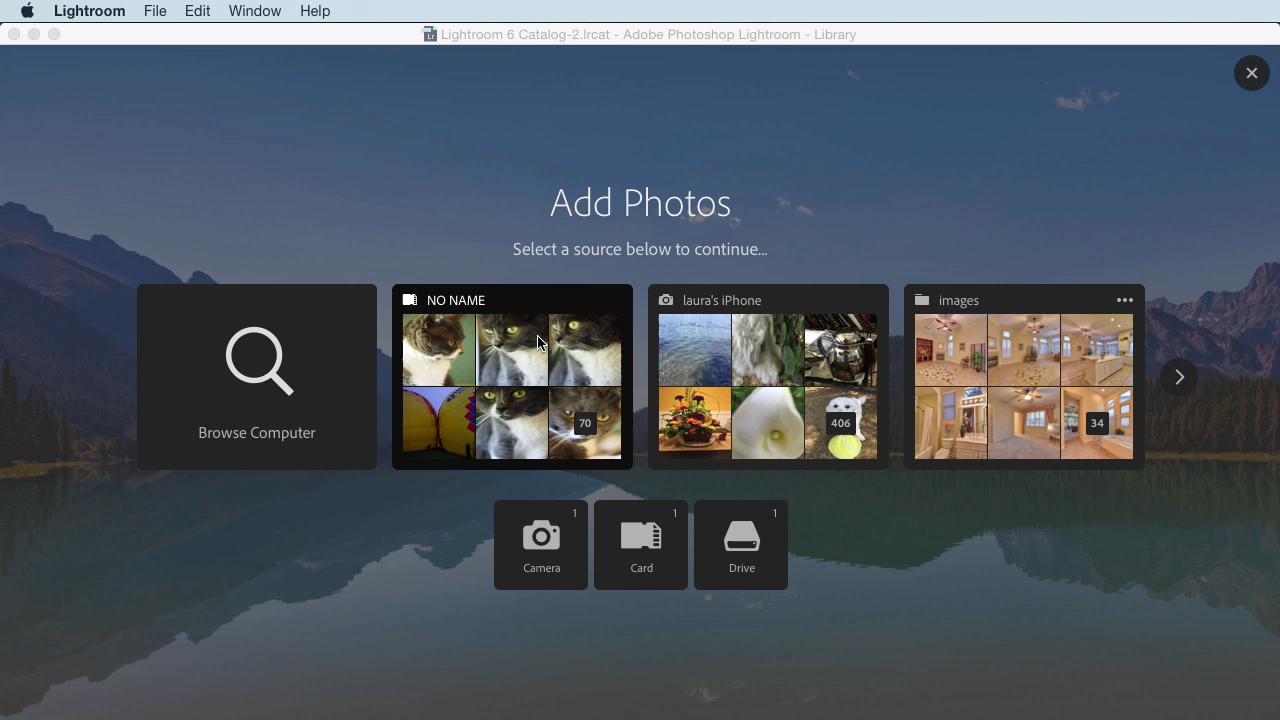 Lightroom File Edit Window Help
Lr Lightroom 6 Catalog-2.lrcat - Adobe Photoshop Lightroom - Library
Add Photos
Select a source below to continue...
NO NAME
laura's iPhone
images
Browse Computer
70
406
34
1
1
1
Camera
Card
Drive